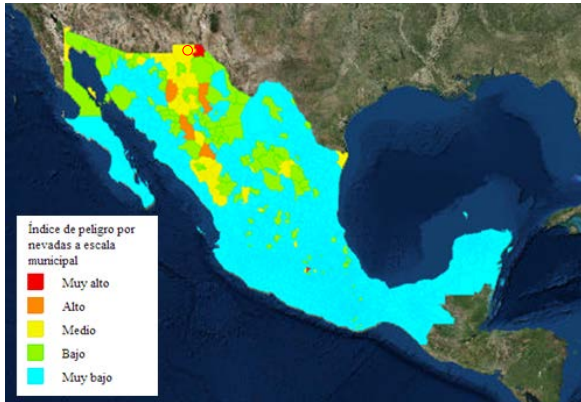 Índice de peligro por
nevadas a escala
municipal
Muy alto
Alto
Medio
Bajo
Muy bajo